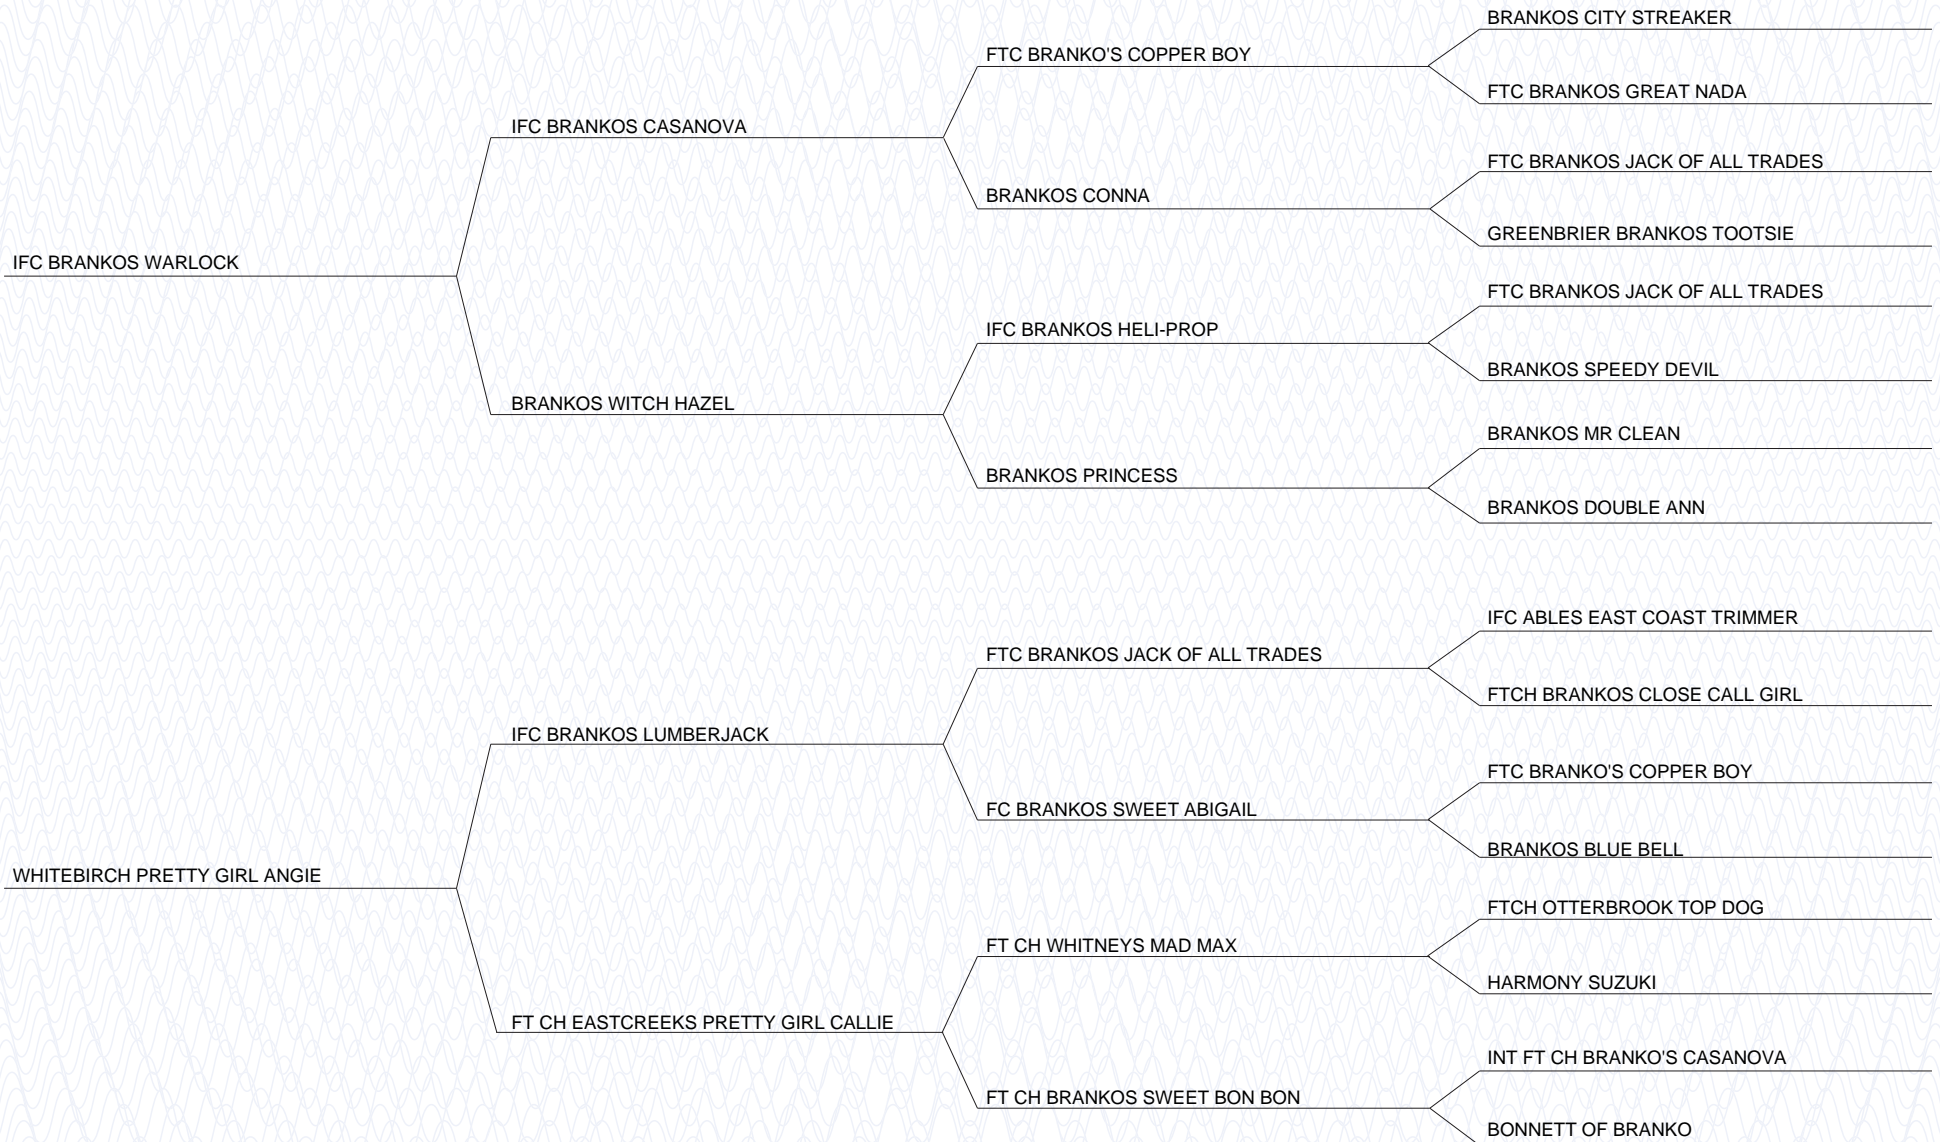 BRANKOS CITY STREAKER
FTC BRANKO'S COPPER BOY
FTC BRANKOS GREAT NADA
IFC BRANKOS CASANOVA
FTC BRANKOS JACK OF ALL TRADES
BRANKOS CONNA
GREENBRIER BRANKOS TOOTSIE
IFC BRANKOS WARLOCK
FTC BRANKOS JACK OF ALL TRADES
IFC BRANKOS HELI-PROP
BRANKOS SPEEDY DEVIL
BRANKOS WITCH HAZEL
BRANKOS MR CLEAN
BRANKOS PRINCESS
BRANKOS DOUBLE ANN
IFC ABLES EAST COAST TRIMMER
FTC BRANKOS JACK OF ALL TRADES
FTCH BRANKOS CLOSE CALL GIRL
IFC BRANKOS LUMBERJACK
FTC BRANKO'S COPPER BOY
FC BRANKOS SWEET ABIGAIL
BRANKOS BLUE BELL
WHITEBIRCH PRETTY GIRL ANGIE
FTCH OTTERBROOK TOP DOG
FT CH WHITNEYS MAD MAX
HARMONY SUZUKI
FT CH EASTCREEKS PRETTY GIRL CALLIE
INT FT CH BRANKO'S CASANOVA
FT CH BRANKOS SWEET BON BON
BONNETT OF BRANKO